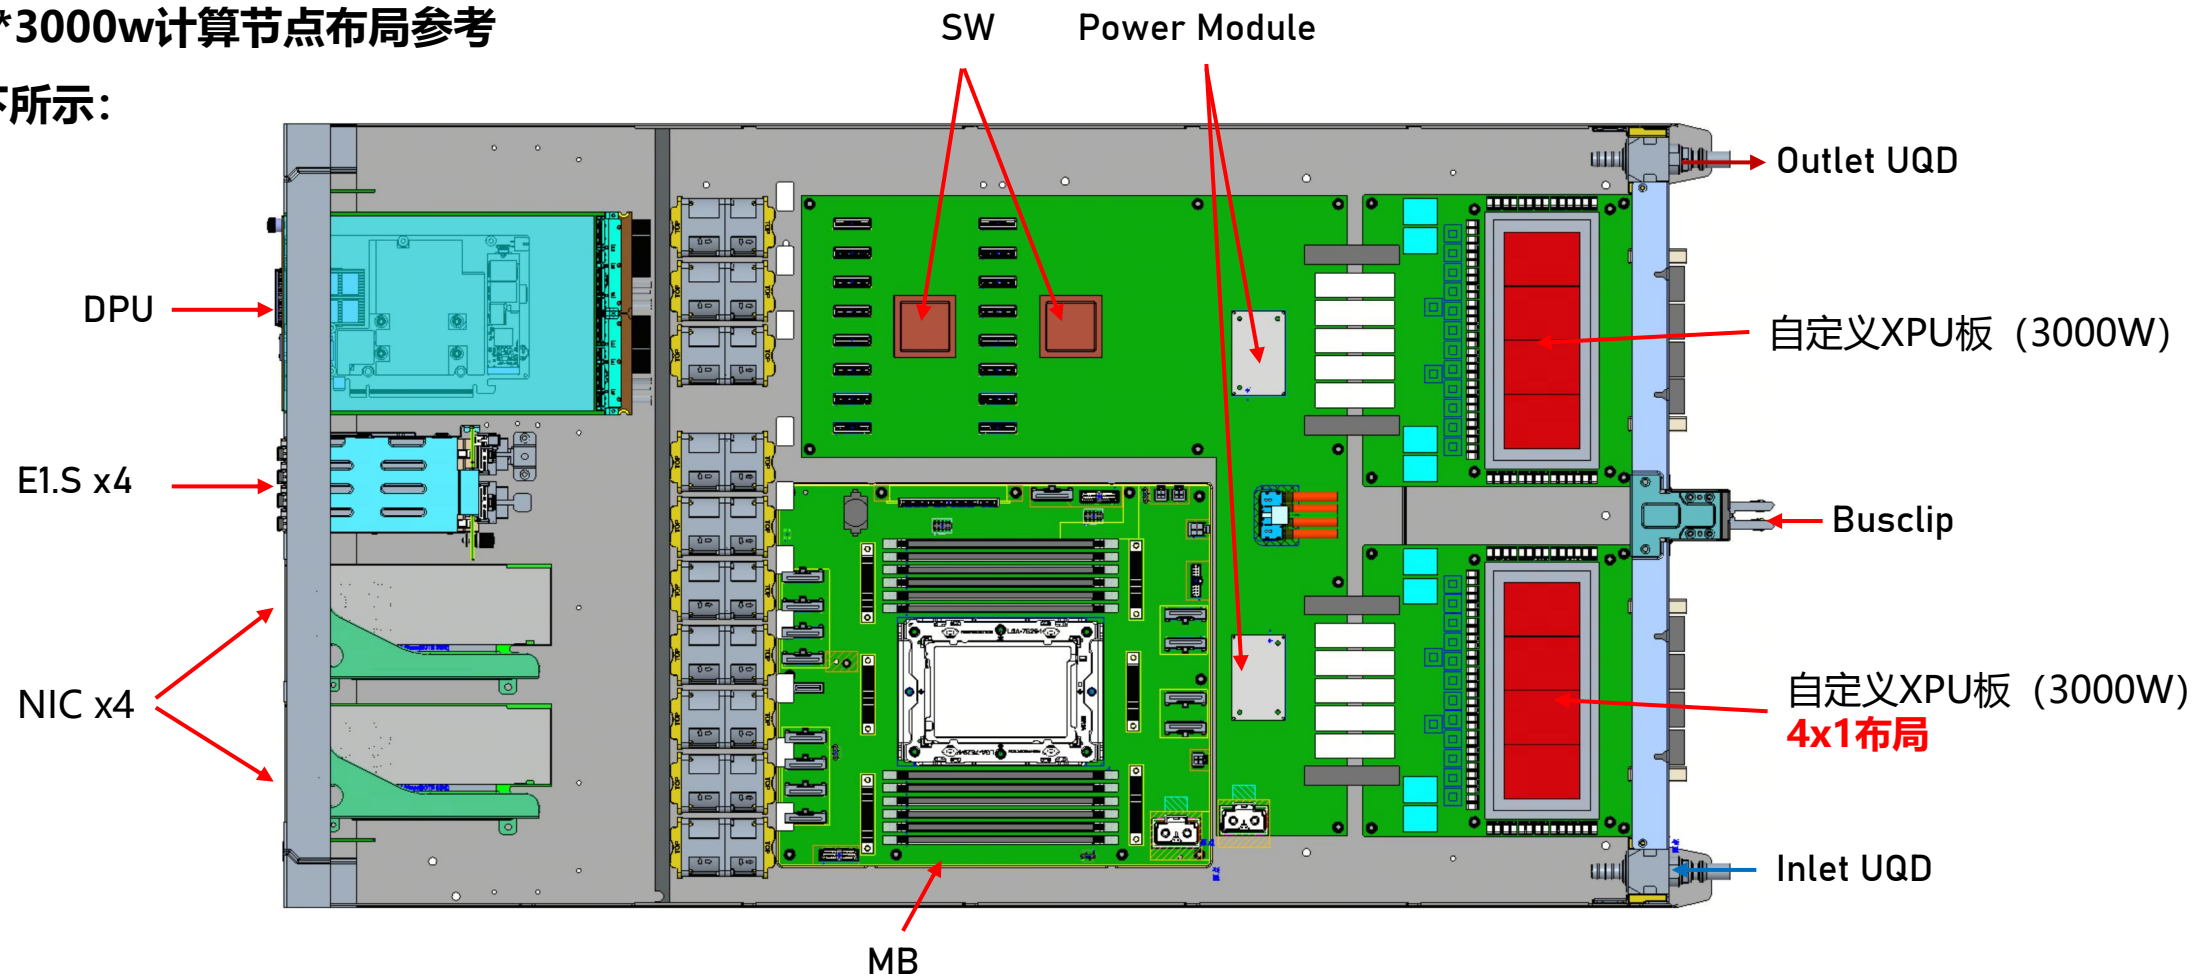 *3000w计算节点布局参考
下所示：
SW
Power Module
Outlet UQD
DPU
自定义XPU板（3000W）
E1.S x4
Busclip
NIC x4
自定义XPU板（3000W）
4x1布局
Inlet UQD
MB